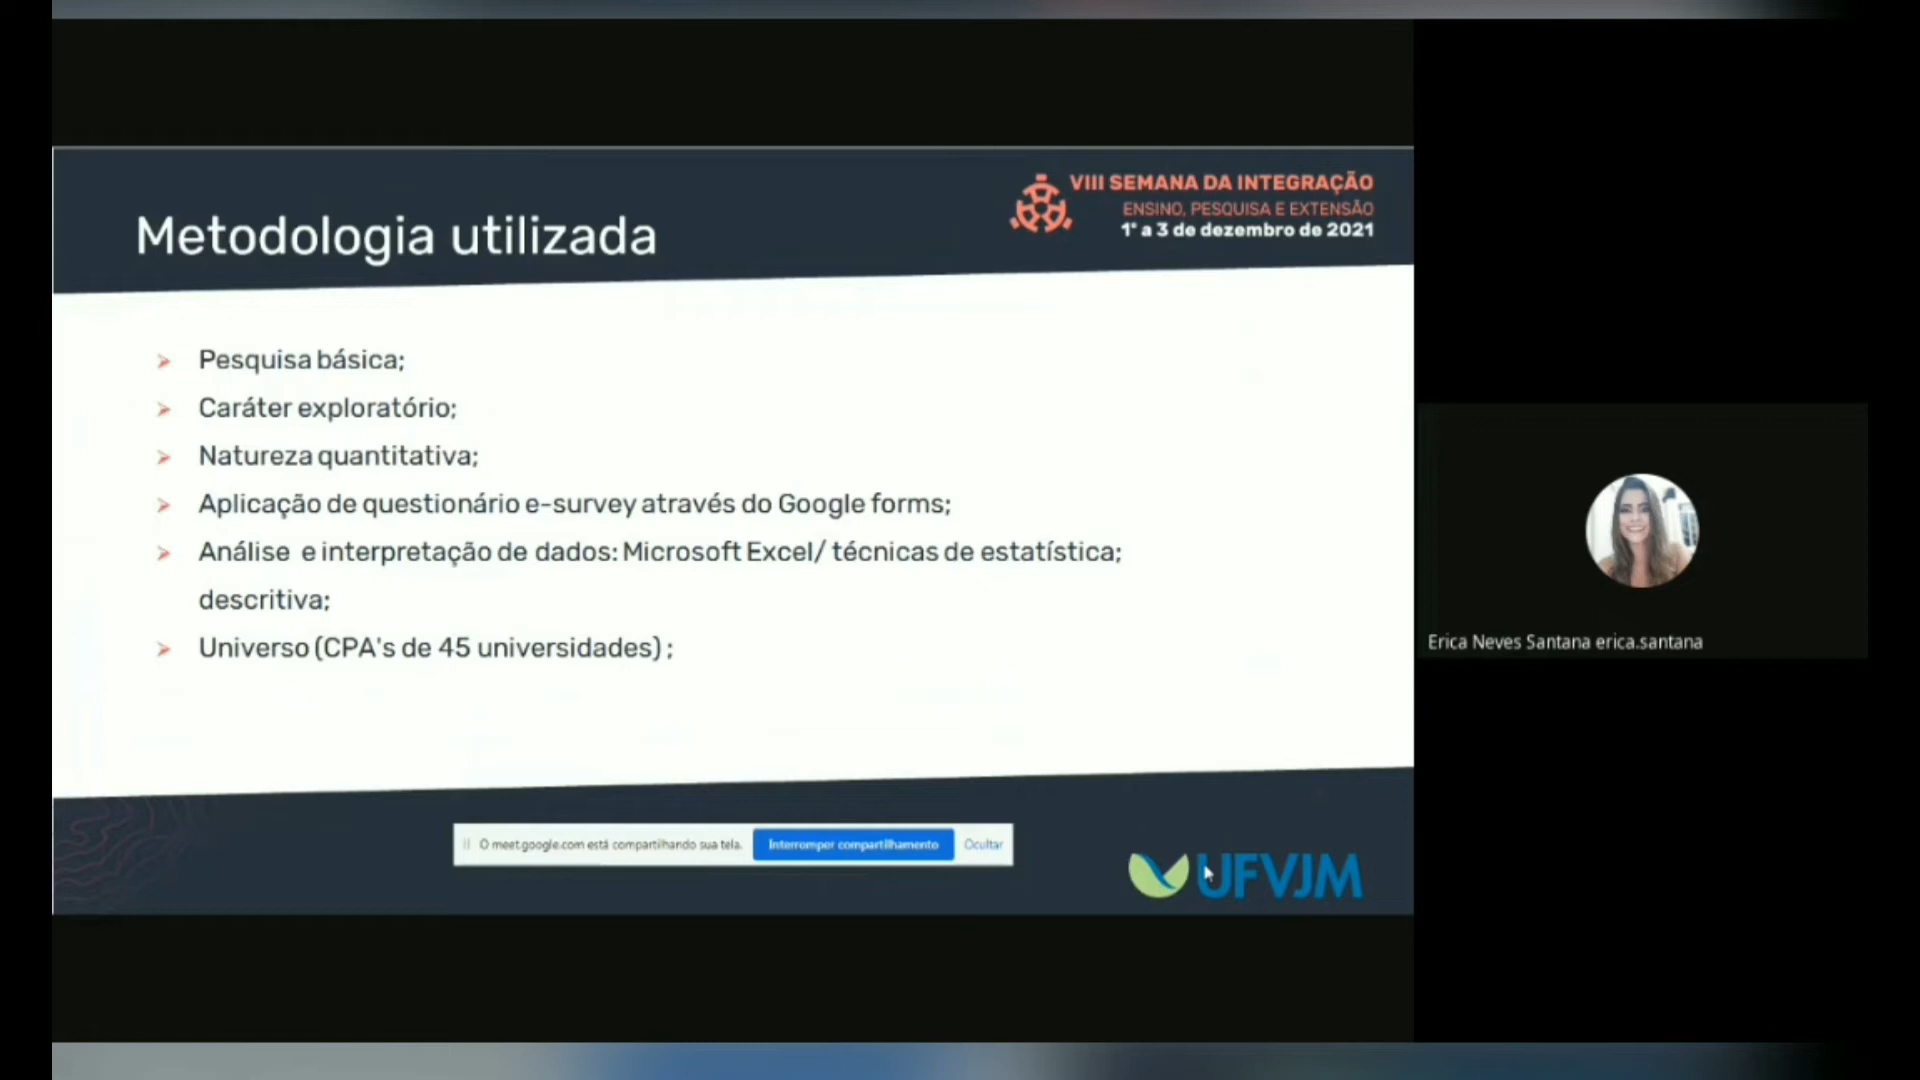 VIII SEMANA DA INTEGRAÇÃO
ENSINO, PESQUISA E EXTENSÃO
1° a 3 de dezembro de 2021
Metodologia utilizada
Pesquisa básica;
Caráter exploratório;
Natureza quantitativa;
Aplicação de questionário e-survey através do Google forms;
Análise e interpretação de dados: Microsoft Excel/ técnicas de estatística;
descritiva;
Universo (CPA's de 45 universidades) ;
Erica Neves Santana erica.santana
O meet.google.com está compartilhando sua tela. Interromper compartilhamento Ocultar
UFVJM